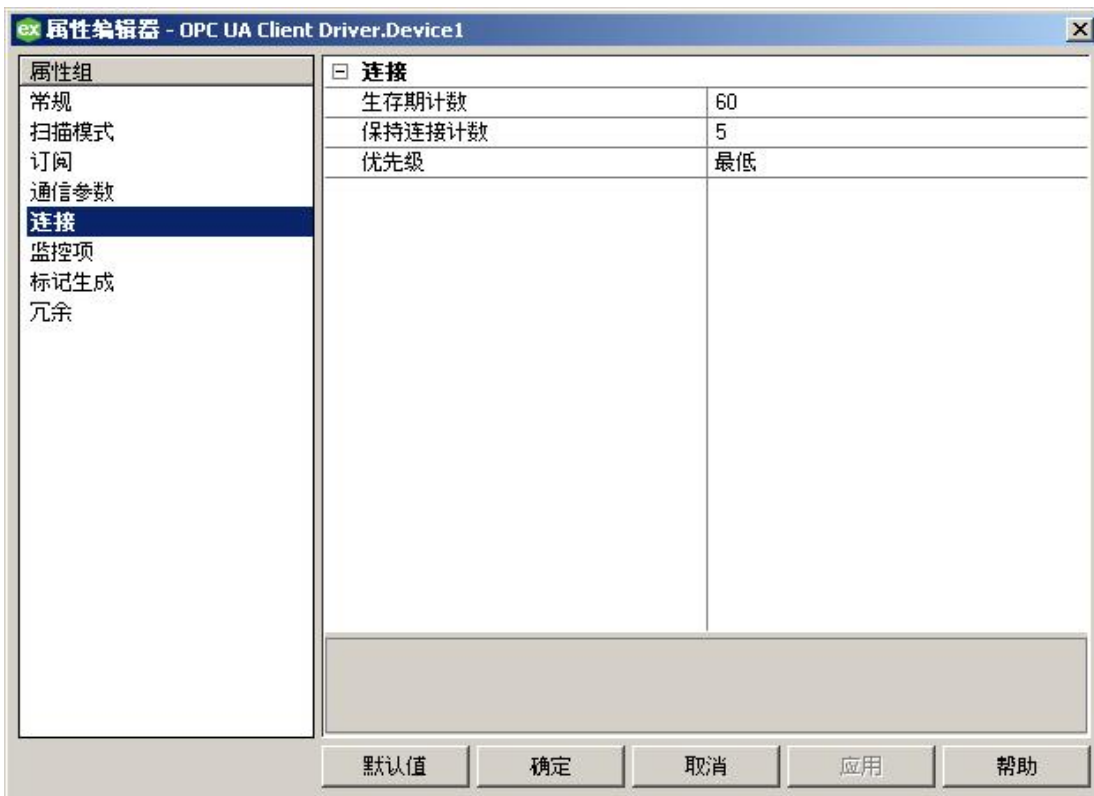 ex 属性编辑器 - OPC UA Client Driver.Device1
属性组
常规
扫描模式
订阅
通信参数
连接
监控项
标记生成
冗余
连接
生存期计数 60
保持连接计数 5
优先级 最低
默认值 确定 取消 应用 帮助